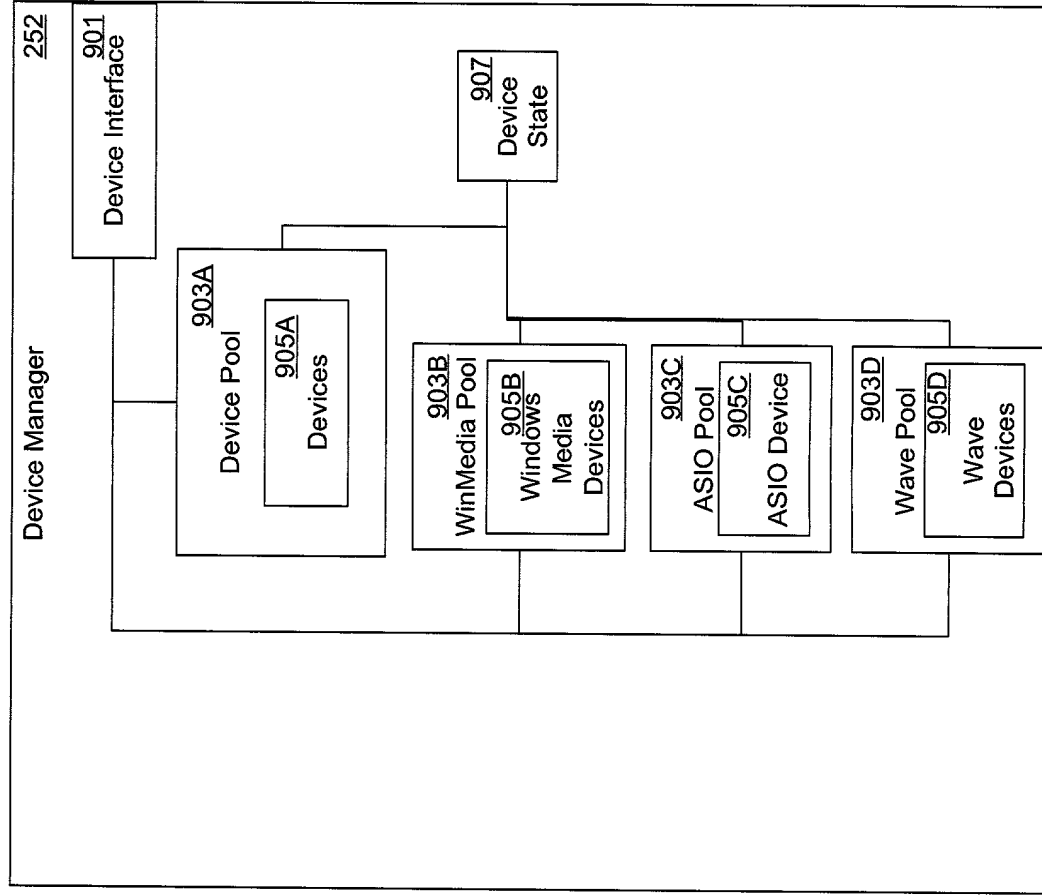 Device Manager
252
901
Device Interface
903A
Device Pool
905A
Devices
907
Device
State
903B
WinMedia Pool
905B
Windows
Media
Devices
903C
ASIO Pool
905C
ASIO Device
903D
Wave Pool
905D
Wave
Devices